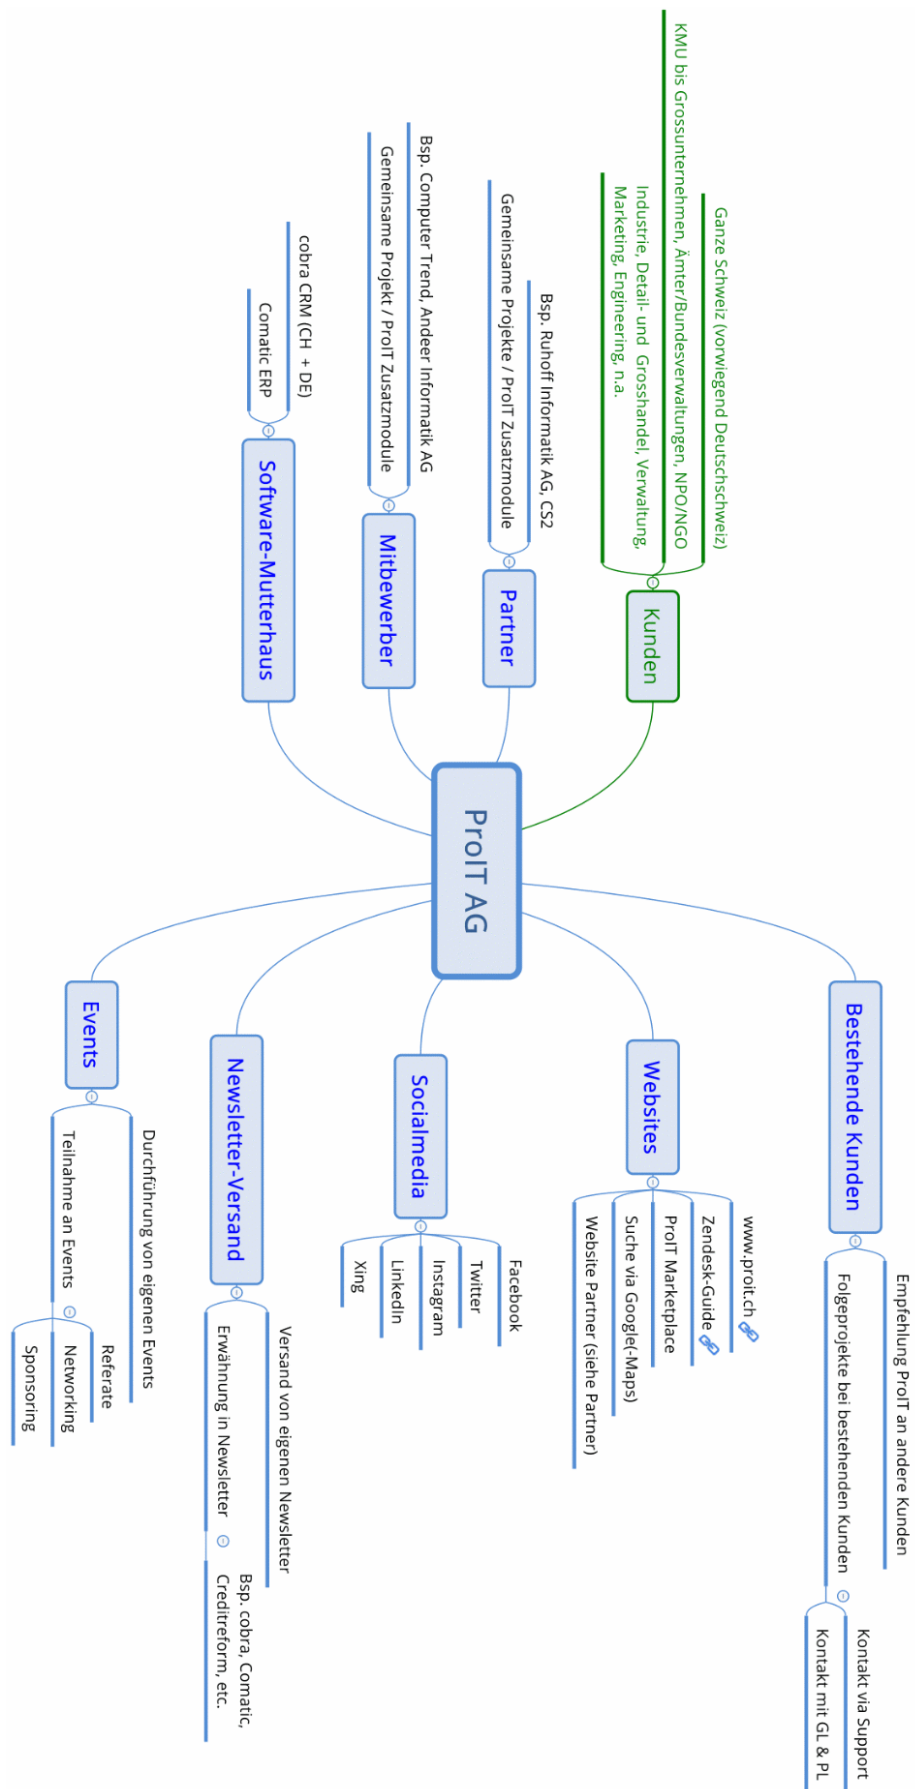 ProIT AG
Kunden
Ganze Schweiz (vorwiegend Deutschschweiz)
KMU bis Grossunternehmen, Ämter/Bundesverwaltungen, NPO/NGO
Industrie, Detail- und Grosshandel, Verwaltung,
Marketing, Engineering, n.a.
Partner
Bsp. Ruhoff Informatik AG, CS2
Gemeinsame Projekte / ProIT Zusatzmodule
Mitbewerber
Bsp. Computer Trend, Andeer Informatik AG
Gemeinsame Projekt / ProIT Zusatzmodule
Software-Mutterhaus
cobra CRM (CH + DE)
Comatic ERP
Bestehende Kunden
Empfehlung ProIT an andere Kunden
Folgeprojekte bei bestehenden Kunden
Kontakt via Support
Kontakt mit GL & PL
Websites
www.proit.ch
Zendesk-Guide
ProIT Marketplace
Suche via Google(-Maps)
Website Partner (siehe Partner)
Socialmedia
Facebook
Twitter
Instagram
LinkedIn
Xing
Newsletter-Versand
Versand von eigenen Newsletter
Erwähnung in Newsletter
Bsp. cobra, Comatic,
Creditreform, etc.
Events
Durchführung von eigenen Events
Teilnahme an Events
Referate
Networking
Sponsoring